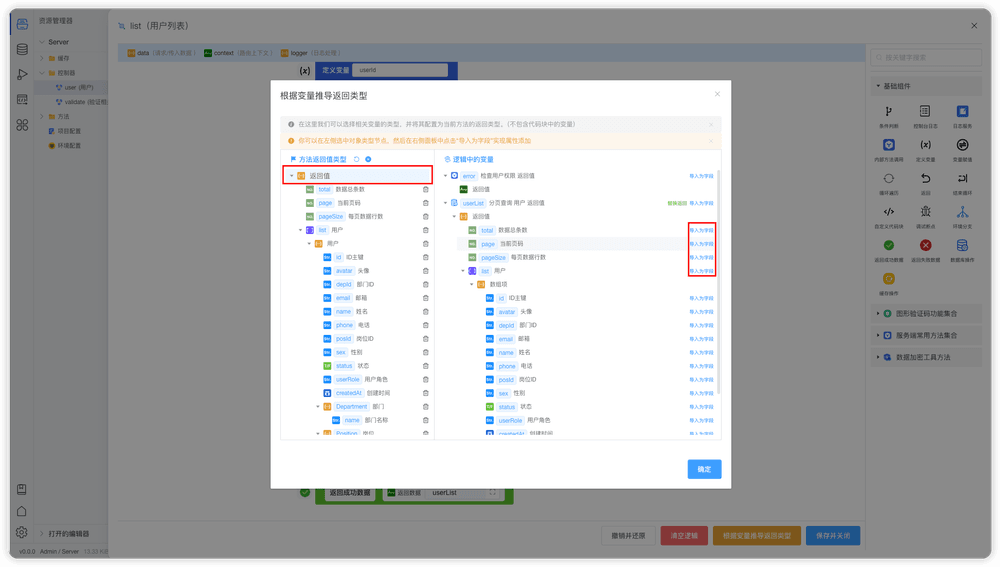 资源管理器
list（用户列表）
Server
缓存
控制器
user (用户)
validate (验证相
方法
项目配置
环境配置
打开的编辑器
v0.0.0 Admin / Server
data（请求/传入数据）
context（路由上下文）
logger（日志处理）
(x) 定义变量 userId
根据变量推导返回类型
在这里我们可以选择相关变量的类型，并将其配置为当前方法的返回类型。（不包含代码块中的变量）
你可以在左侧选中对象类型节点，然后在右侧面板中点击"导入为字段"实现属性添加
方法返回值类型
返回值
total 数据总条数
page 当前页码
pageSize 每页数据行数
list 用户
用户
id ID主键
avatar 头像
depId 部门ID
email 邮箱
name 姓名
phone 电话
posId 岗位ID
sex 性别
status 状态
userRole 用户角色
createdAt 创建时间
Department 部门
name 部门名称
Position 岗位
逻辑中的变量
error 检查用户权限 返回值 导入为字段
返回值
userList 分页查询 用户 返回值 替换返回 导入为字段
返回值
total 数据总条数 导入为字段
page 当前页码 导入为字段
pageSize 每页数据行数 导入为字段
list 用户 导入为字段
数组项
id ID主键 导入为字段
avatar 头像 导入为字段
depId 部门ID 导入为字段
email 邮箱 导入为字段
name 姓名 导入为字段
phone 电话 导入为字段
posId 岗位ID 导入为字段
sex 性别 导入为字段
status 状态 导入为字段
userRole 用户角色 导入为字段
createdAt 创建时间 导入为字段
确定
返回成功数据 返回数据 userList
撤销并还原
清空逻辑
根据变量推导返回类型
保存并关闭
按关键字搜索
基础组件
条件判断 控制台日志 日志服务
内部方法调用 定义变量 变量赋值
循环遍历 返回 结束循环
自定义代码块 调试断点 环境分支
返回成功数据 返回失败数据 数据库操作
缓存操作
图形验证码功能集合
服务端常用方法集合
数据加密工具方法